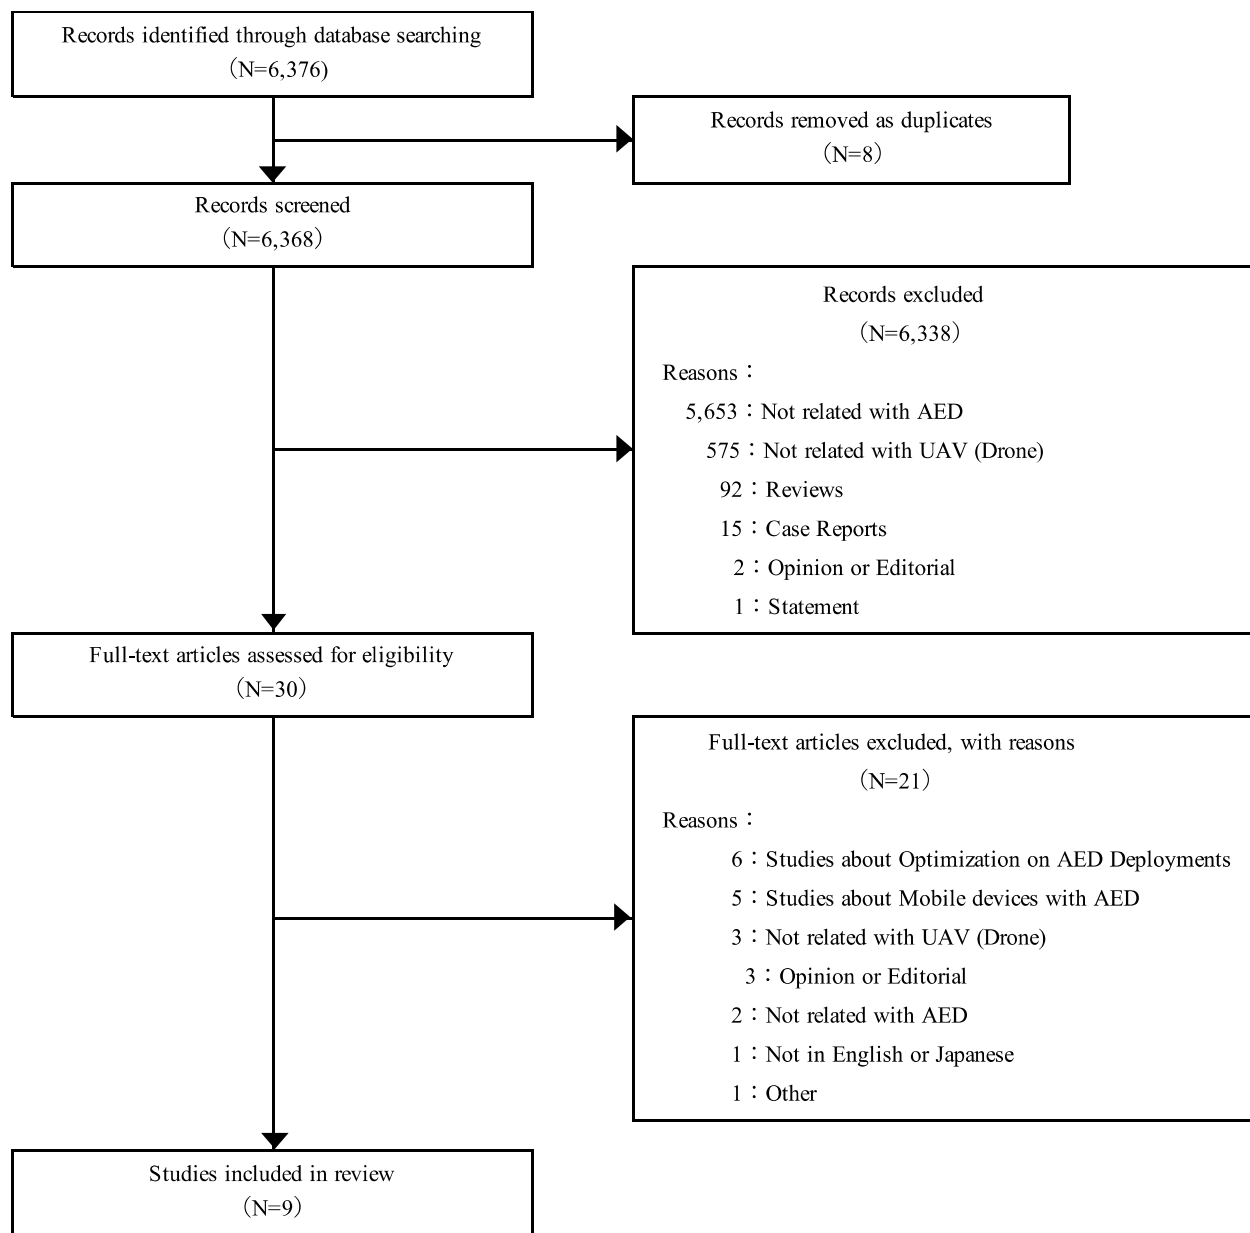 Records identified through database searching
（N=6,376)
Records removed as duplicates
（N=8）
Records screened
（N=6,368）
Records excluded
（N=6,338）
Reasons：
5,653：Not related with AED
575：Not related with UAV (Drone)
92：Reviews
15：Case Reports
2：Opinion or Editorial
1：Statement
Full-text articles assessed for eligibility
（N=30）
Full-text articles excluded, with reasons
（N=21）
Reasons：
6：Studies about Optimization on AED Deployments
5：Studies about Mobile devices with AED
3：Not related with UAV (Drone)
3：Opinion or Editorial
2：Not related with AED
1：Not in English or Japanese
1：Other
Studies included in review
（N=9）